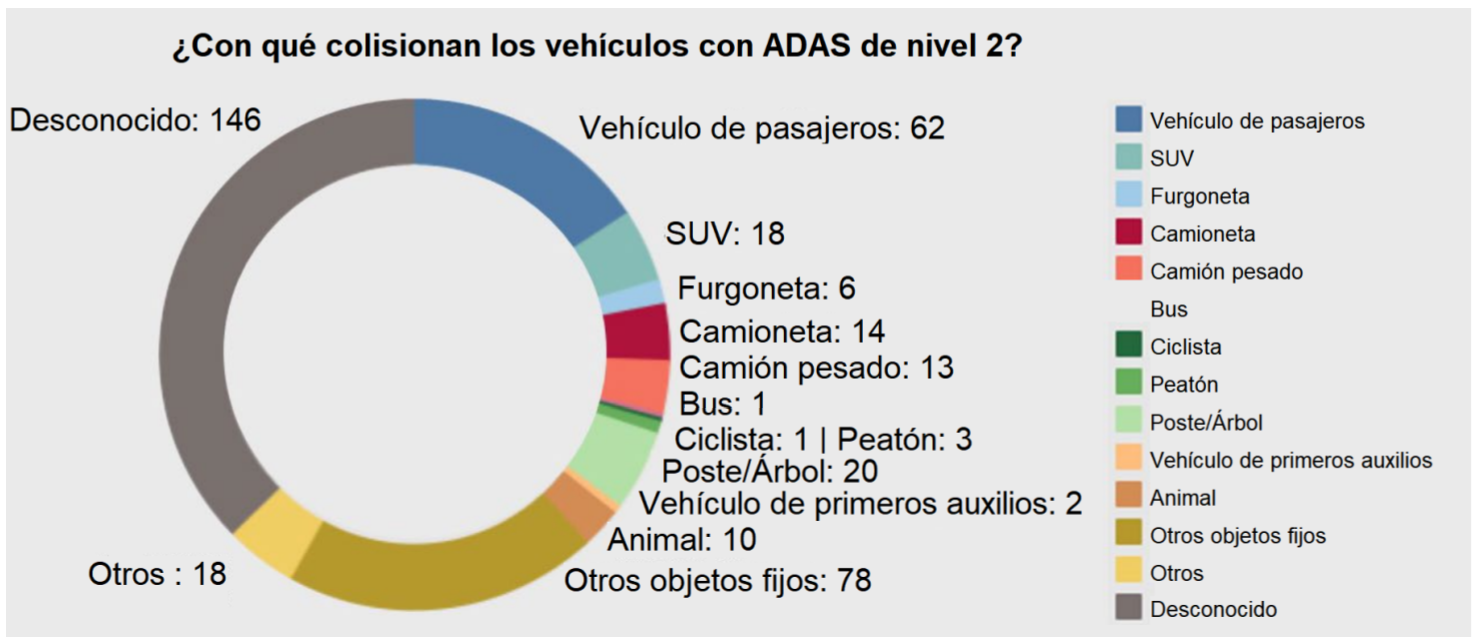 ¿Con qué colisionan los vehículos con ADAS de nivel 2?
Desconocido: 146
Vehículo de pasajeros: 62
SUV: 18
Furgoneta: 6
Camioneta: 14
Camión pesado: 13
Bus: 1
Ciclista: 1 | Peatón: 3
Poste/Árbol: 20
Vehículo de primeros auxilios: 2
Animal: 10
Otros objetos fijos: 78
Otros : 18
Vehículo de pasajeros
SUV
Furgoneta
Camioneta
Camión pesado
Bus
Ciclista
Peatón
Poste/Árbol
Vehículo de primeros auxilios
Animal
Otros objetos fijos
Otros
Desconocido